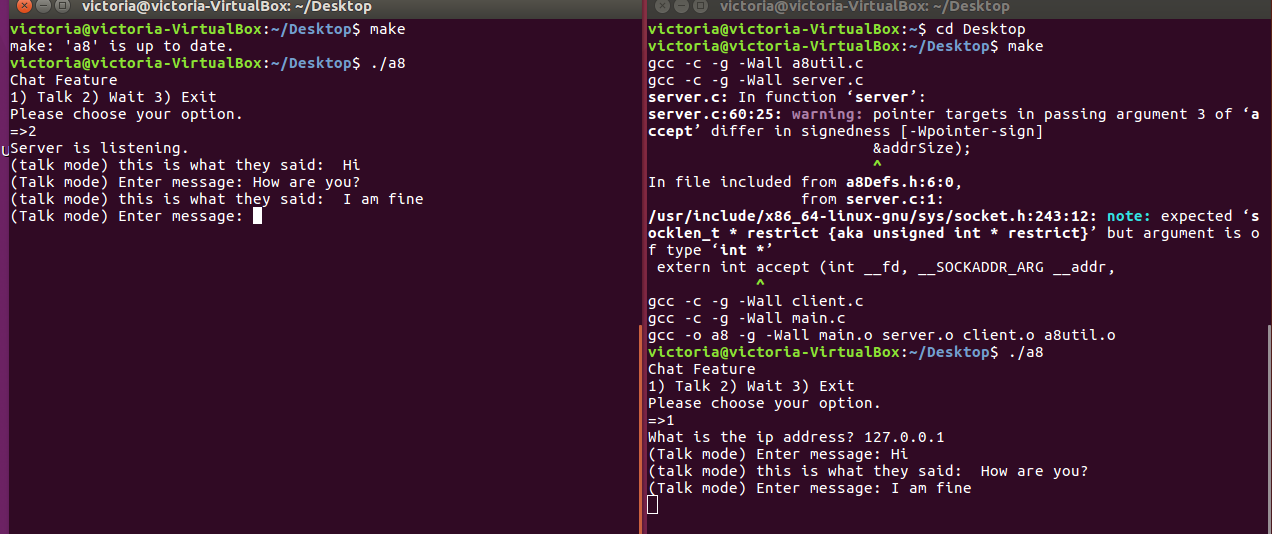 victoria@victoria-VirtualBox: ~/Desktop
victoria@victoria-VirtualBox:~/Desktop$ make
make: 'a8' is up to date.
victoria@victoria-VirtualBox:~/Desktop$ ./a8
Chat Feature
1) Talk 2) Wait 3) Exit
Please choose your option.
=>2
Server is listening.
(talk mode) this is what they said:  Hi
(Talk mode) Enter message: How are you?
(talk mode) this is what they said:  I am fine
(Talk mode) Enter message:
victoria@victoria-VirtualBox: ~/Desktop
victoria@victoria-VirtualBox:~$ cd Desktop
victoria@victoria-VirtualBox:~/Desktop$ make
gcc -c -g -Wall a8util.c
gcc -c -g -Wall server.c
server.c: In function ‘server’:
server.c:60:25: warning: pointer targets in passing argument 3 of ‘a
ccept’ differ in signedness [-Wpointer-sign]
&addrSize);
^
In file included from a8Defs.h:6:0,
from server.c:1:
/usr/include/x86_64-linux-gnu/sys/socket.h:243:12: note: expected ‘s
ocklen_t * restrict {aka unsigned int * restrict}’ but argument is o
f type ‘int *’
extern int accept (int __fd, __SOCKADDR_ARG __addr,
^
gcc -c -g -Wall client.c
gcc -c -g -Wall main.c
gcc -o a8 -g -Wall main.o server.o client.o a8util.o
victoria@victoria-VirtualBox:~/Desktop$ ./a8
Chat Feature
1) Talk 2) Wait 3) Exit
Please choose your option.
=>1
What is the ip address? 127.0.0.1
(Talk mode) Enter message: Hi
(talk mode) this is what they said:  How are you?
(Talk mode) Enter message: I am fine